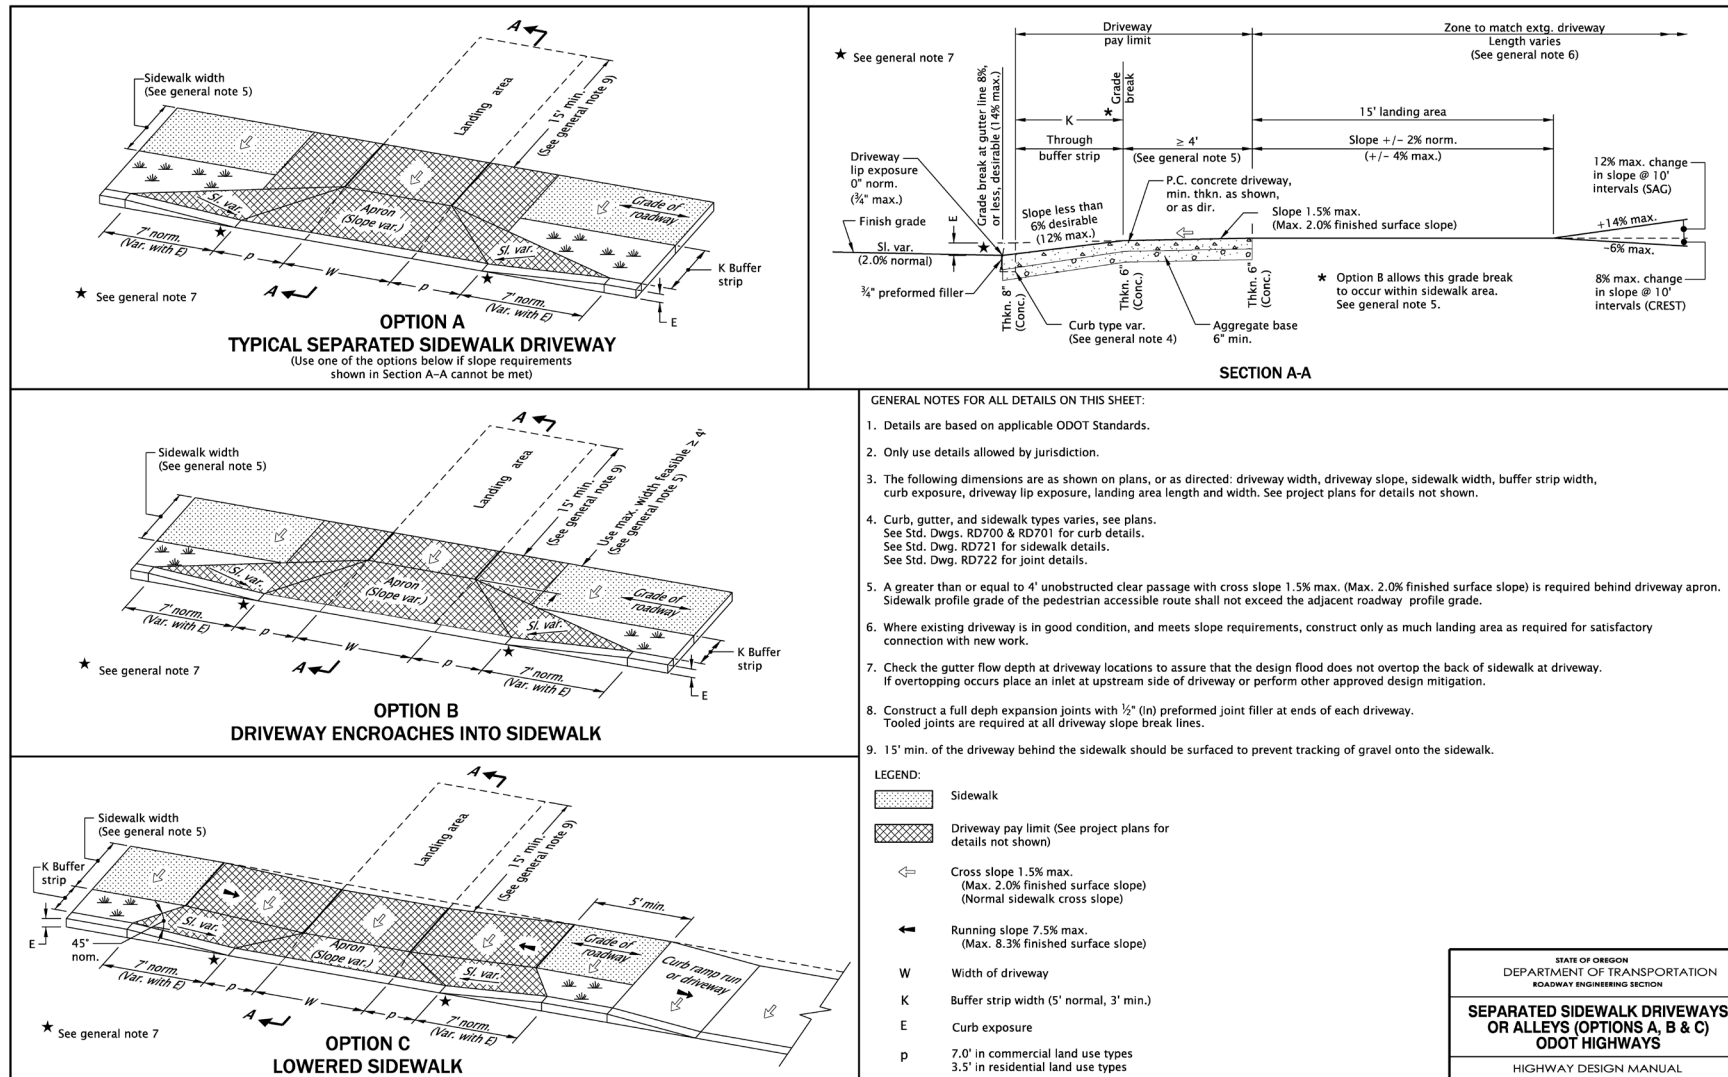 A
Sidewalk width
(See general note 5)
Landing area
15' min.
(See general note 9)
Sl. var.
Apron
(Slope var.)
Sl. var.
Grade of
roadway
7' norm.
(Var. with E)
p
W
p
7' norm.
(Var. with E)
K Buffer
strip
E
A
★ See general note 7
OPTION A
TYPICAL SEPARATED SIDEWALK DRIVEWAY
(Use one of the options below if slope requirements
shown in Section A-A cannot be met)
★ See general note 7
Driveway
pay limit
Zone to match extg. driveway
Length varies
(See general note 6)
Grade break at gutter line 8%,
or less, desirable (14% max.)
* Grade
break
K
Through
buffer strip
≥ 4'
(See general note 5)
15' landing area
Slope +/- 2% norm.
(+/- 4% max.)
12% max. change
in slope @ 10'
intervals (SAG)
Driveway
lip exposure
0" norm.
(¾" max.)
Finish grade
Sl. var.
(2.0% normal)
E
★
Slope less than
6% desirable
(12% max.)
P.C. concrete driveway,
min. thkn. as shown,
or as dir.
Slope 1.5% max.
(Max. 2.0% finished surface slope)
+14% max.
-6% max.
¾" preformed filler
Thkn. 8"
(Conc.)
Thkn. 6"
(Conc.)
Thkn. 6"
(Conc.)
* Option B allows this grade break
to occur within sidewalk area.
See general note 5.
8% max. change
in slope @ 10'
intervals (CREST)
Curb type var.
(See general note 4)
Aggregate base
6" min.
SECTION A-A
A
Sidewalk width
(See general note 5)
Landing area
15' min.
(See general note 9)
Use max. width feasible ≥ 4'
(See general note 5)
Sl. var.
Apron
(Slope var.)
Sl. var.
Grade of
roadway
7' norm.
(Var. with E)
p
W
p
7' norm.
(Var. with E)
K Buffer
strip
E
A
★ See general note 7
OPTION B
DRIVEWAY ENCROACHES INTO SIDEWALK
A
Sidewalk width
(See general note 5)
K Buffer
strip
E
45°
nom.
Landing area
15' min.
(See general note 9)
5' min.
Sl. var.
Apron
(Slope var.)
Sl. var.
Grade of
roadway
Curb ramp run
or driveway
7' norm.
(Var. with E)
p
W
p
7' norm.
(Var. with E)
A
★ See general note 7
OPTION C
LOWERED SIDEWALK
GENERAL NOTES FOR ALL DETAILS ON THIS SHEET:
1. Details are based on applicable ODOT Standards.
2. Only use details allowed by jurisdiction.
3. The following dimensions are as shown on plans, or as directed: driveway width, driveway slope, sidewalk width, buffer strip width,
curb exposure, driveway lip exposure, landing area length and width. See project plans for details not shown.
4. Curb, gutter, and sidewalk types varies, see plans.
See Std. Dwgs. RD700 & RD701 for curb details.
See Std. Dwg. RD721 for sidewalk details.
See Std. Dwg. RD722 for joint details.
5. A greater than or equal to 4' unobstructed clear passage with cross slope 1.5% max. (Max. 2.0% finished surface slope) is required behind driveway apron.
Sidewalk profile grade of the pedestrian accessible route shall not exceed the adjacent roadway profile grade.
6. Where existing driveway is in good condition, and meets slope requirements, construct only as much landing area as required for satisfactory
connection with new work.
7. Check the gutter flow depth at driveway locations to assure that the design flood does not overtop the back of sidewalk at driveway.
If overtopping occurs place an inlet at upstream side of driveway or perform other approved design mitigation.
8. Construct a full deph expansion joints with ½" (In) preformed joint filler at ends of each driveway.
Tooled joints are required at all driveway slope break lines.
9. 15' min. of the driveway behind the sidewalk should be surfaced to prevent tracking of gravel onto the sidewalk.
LEGEND:
Sidewalk
Driveway pay limit (See project plans for
details not shown)
Cross slope 1.5% max.
(Max. 2.0% finished surface slope)
(Normal sidewalk cross slope)
Running slope 7.5% max.
(Max. 8.3% finished surface slope)
W Width of driveway
K Buffer strip width (5' normal, 3' min.)
E Curb exposure
p 7.0' in commercial land use types
3.5' in residential land use types
STATE OF OREGON
DEPARTMENT OF TRANSPORTATION
ROADWAY ENGINEERING SECTION
SEPARATED SIDEWALK DRIVEWAYS
OR ALLEYS (OPTIONS A, B & C)
ODOT HIGHWAYS
HIGHWAY DESIGN MANUAL